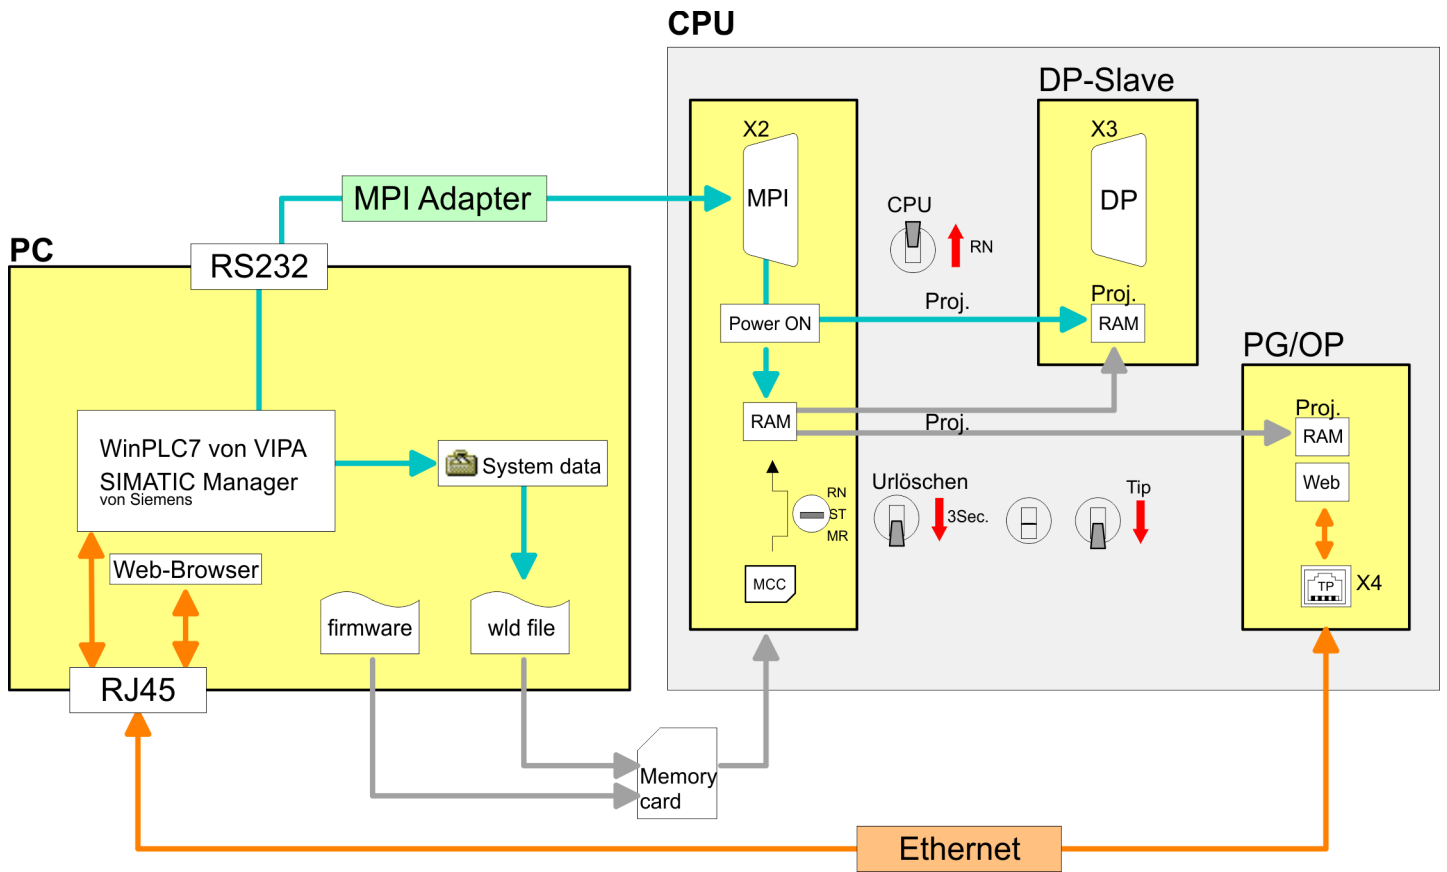 CPU
DP-Slave
X2
X3
MPI Adapter
MPI
CPU
RN
DP
PC
RS232
Proj.
Proj.
Power ON
RAM
PG/OP
RAM
Proj.
Proj.
RAM
WinPLC7 von VIPA
SIMATIC Manager
von Siemens
System data
Web
RN
ST
MR
Urlöschen
3Sec.
Tip
Web-Browser
MCC
TP
X4
firmware
wld file
RJ45
Memory
card
Ethernet